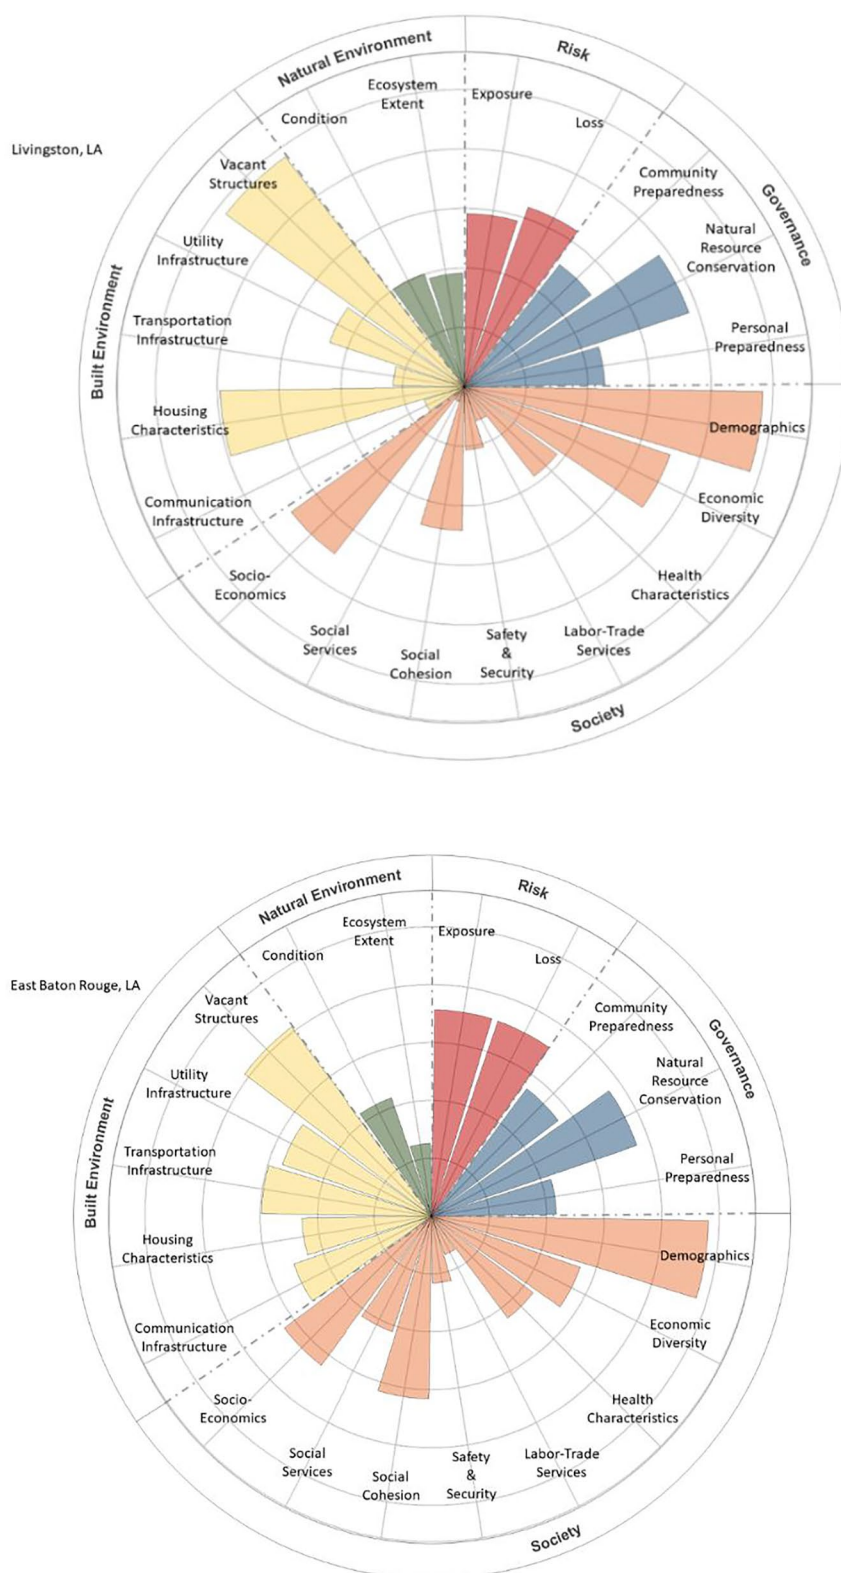 Natural Environment
Risk
Ecosystem
Extent
Exposure
Condition
Loss
Livingston, LA
Vacant
Structures
Community
Preparedness
Governance
Utility
Infrastructure
Natural
Resource
Conservation
Built Environment
Transportation
Infrastructure
Personal
Preparedness
Housing
Characteristics
Demographics
Communication
Infrastructure
Economic
Diversity
Socio-
Economics
Health
Characteristics
Social
Services
Social
Cohesion
Safety
&
Security
Labor-Trade
Services
Society
Natural Environment
Risk
Ecosystem
Extent
Exposure
Condition
Loss
East Baton Rouge, LA
Vacant
Structures
Community
Preparedness
Governance
Utility
Infrastructure
Natural
Resource
Conservation
Built Environment
Transportation
Infrastructure
Personal
Preparedness
Housing
Characteristics
Demographics
Communication
Infrastructure
Economic
Diversity
Socio-
Economics
Health
Characteristics
Social
Services
Social
Cohesion
Safety
&
Security
Labor-Trade
Services
Society